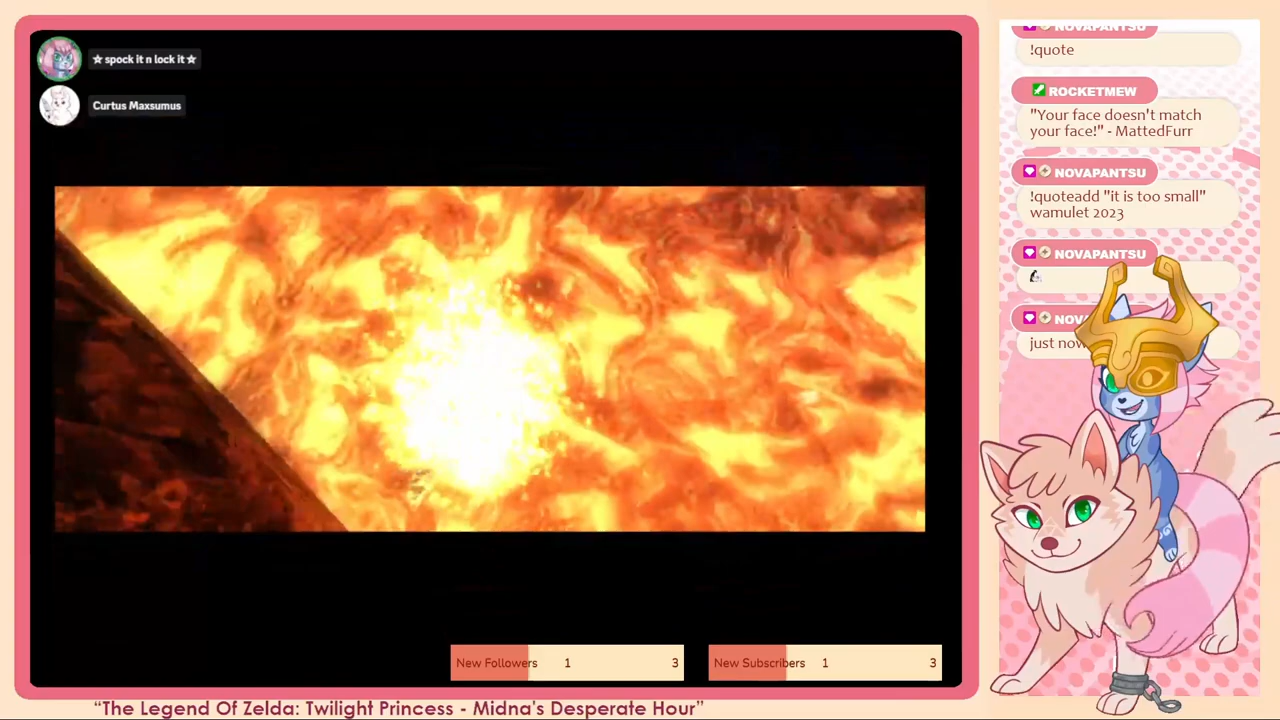 ★ spock it n lock it ★
Curtus Maxsumus
NOVAPANTSU
!quote
ROCKETMEW
"Your face doesn't match
your face!" - MattedFurr
NOVAPANTSU
!quoteadd "it is too small"
wamulet 2023
NOVAPANTSU
just now
New Followers 1 3
New Subscribers 1 3
“The Legend Of Zelda: Twilight Princess - Midna's Desperate Hour”